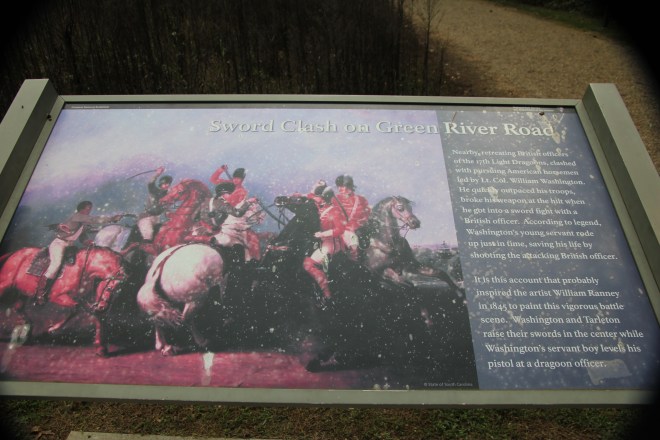 Sword Clash on Green River Road
Nearby, retreating British officers
of the 17th Light Dragoons, clashed
with pursuing American horsemen
led by Lt. Col. William Washington.
He quickly outpaced his troops,
broke his weapon at the hilt when
he got into a sword fight with a
British officer. According to legend,
Washington's young servant rode
up just in time, saving his life by
shooting the attacking British officer.
It is this account that probably
inspired the artist William Ranney
in 1845 to paint this vigorous battle
scene. Washington and Tarleton
raise their swords in the center while
Washington's servant boy levels his
pistol at a dragoon officer.
© State of South Carolina